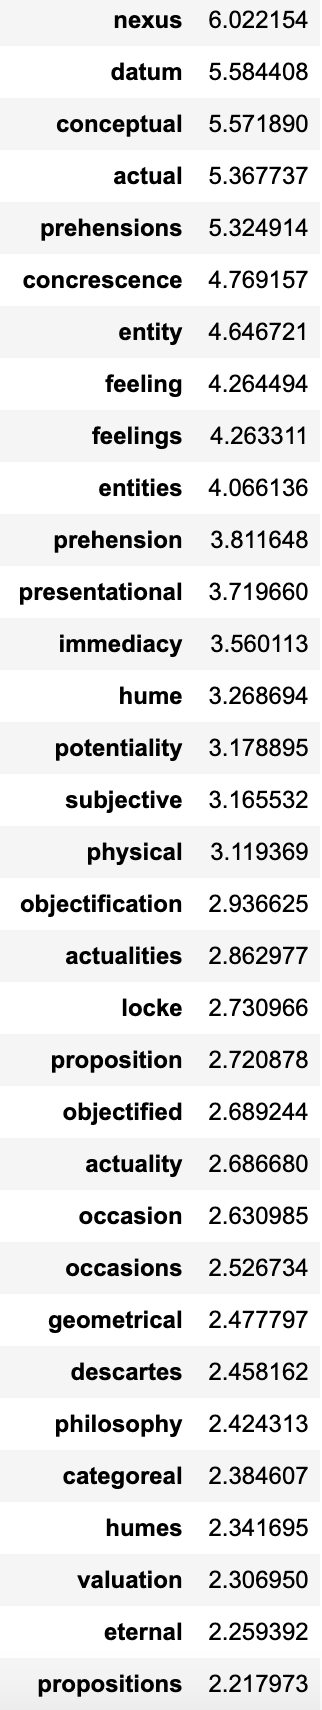 nexus 6.022154
datum 5.584408
conceptual 5.571890
actual 5.367737
prehensions 5.324914
concrescence 4.769157
entity 4.646721
feeling 4.264494
feelings 4.263311
entities 4.066136
prehension 3.811648
presentational 3.719660
immediacy 3.560113
hume 3.268694
potentiality 3.178895
subjective 3.165532
physical 3.119369
objectification 2.936625
actualities 2.862977
locke 2.730966
proposition 2.720878
objectified 2.689244
actuality 2.686680
occasion 2.630985
occasions 2.526734
geometrical 2.477797
descartes 2.458162
philosophy 2.424313
categoreal 2.384607
humes 2.341695
valuation 2.306950
eternal 2.259392
propositions 2.217973